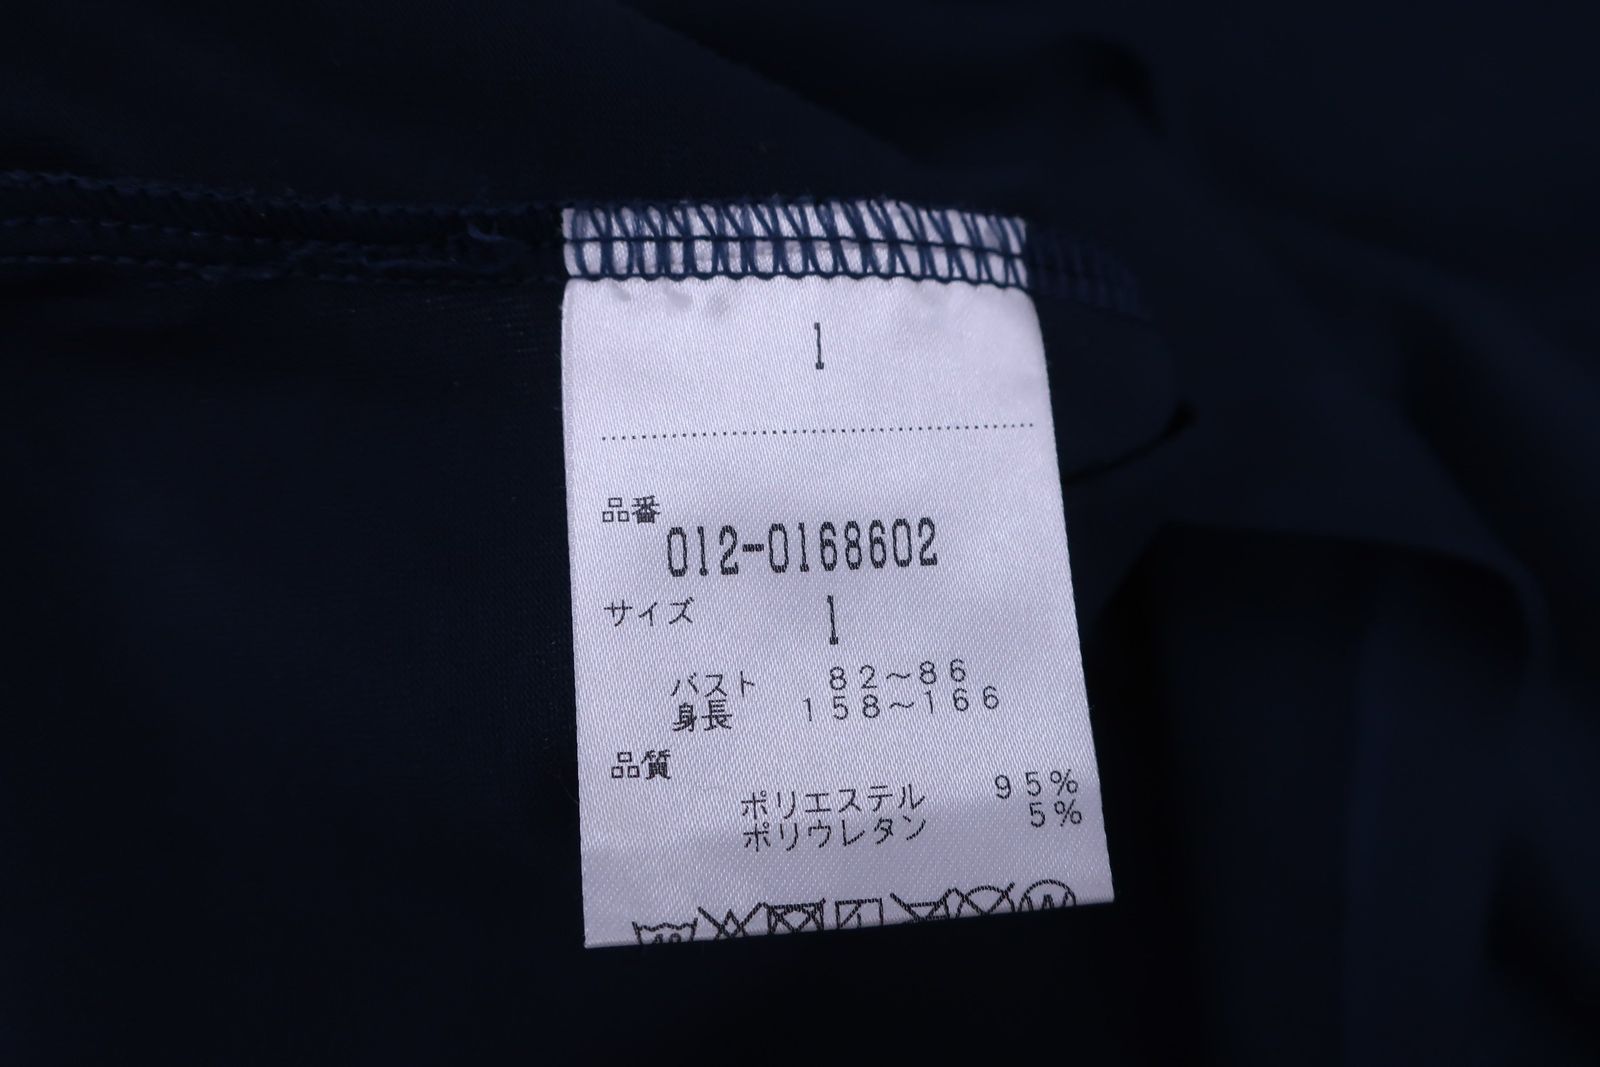 1
品番
012-0168602
サイズ 1
バスト 82～86
身長 158～166
品質
ポリエステル 95%
ポリウレタン 5%